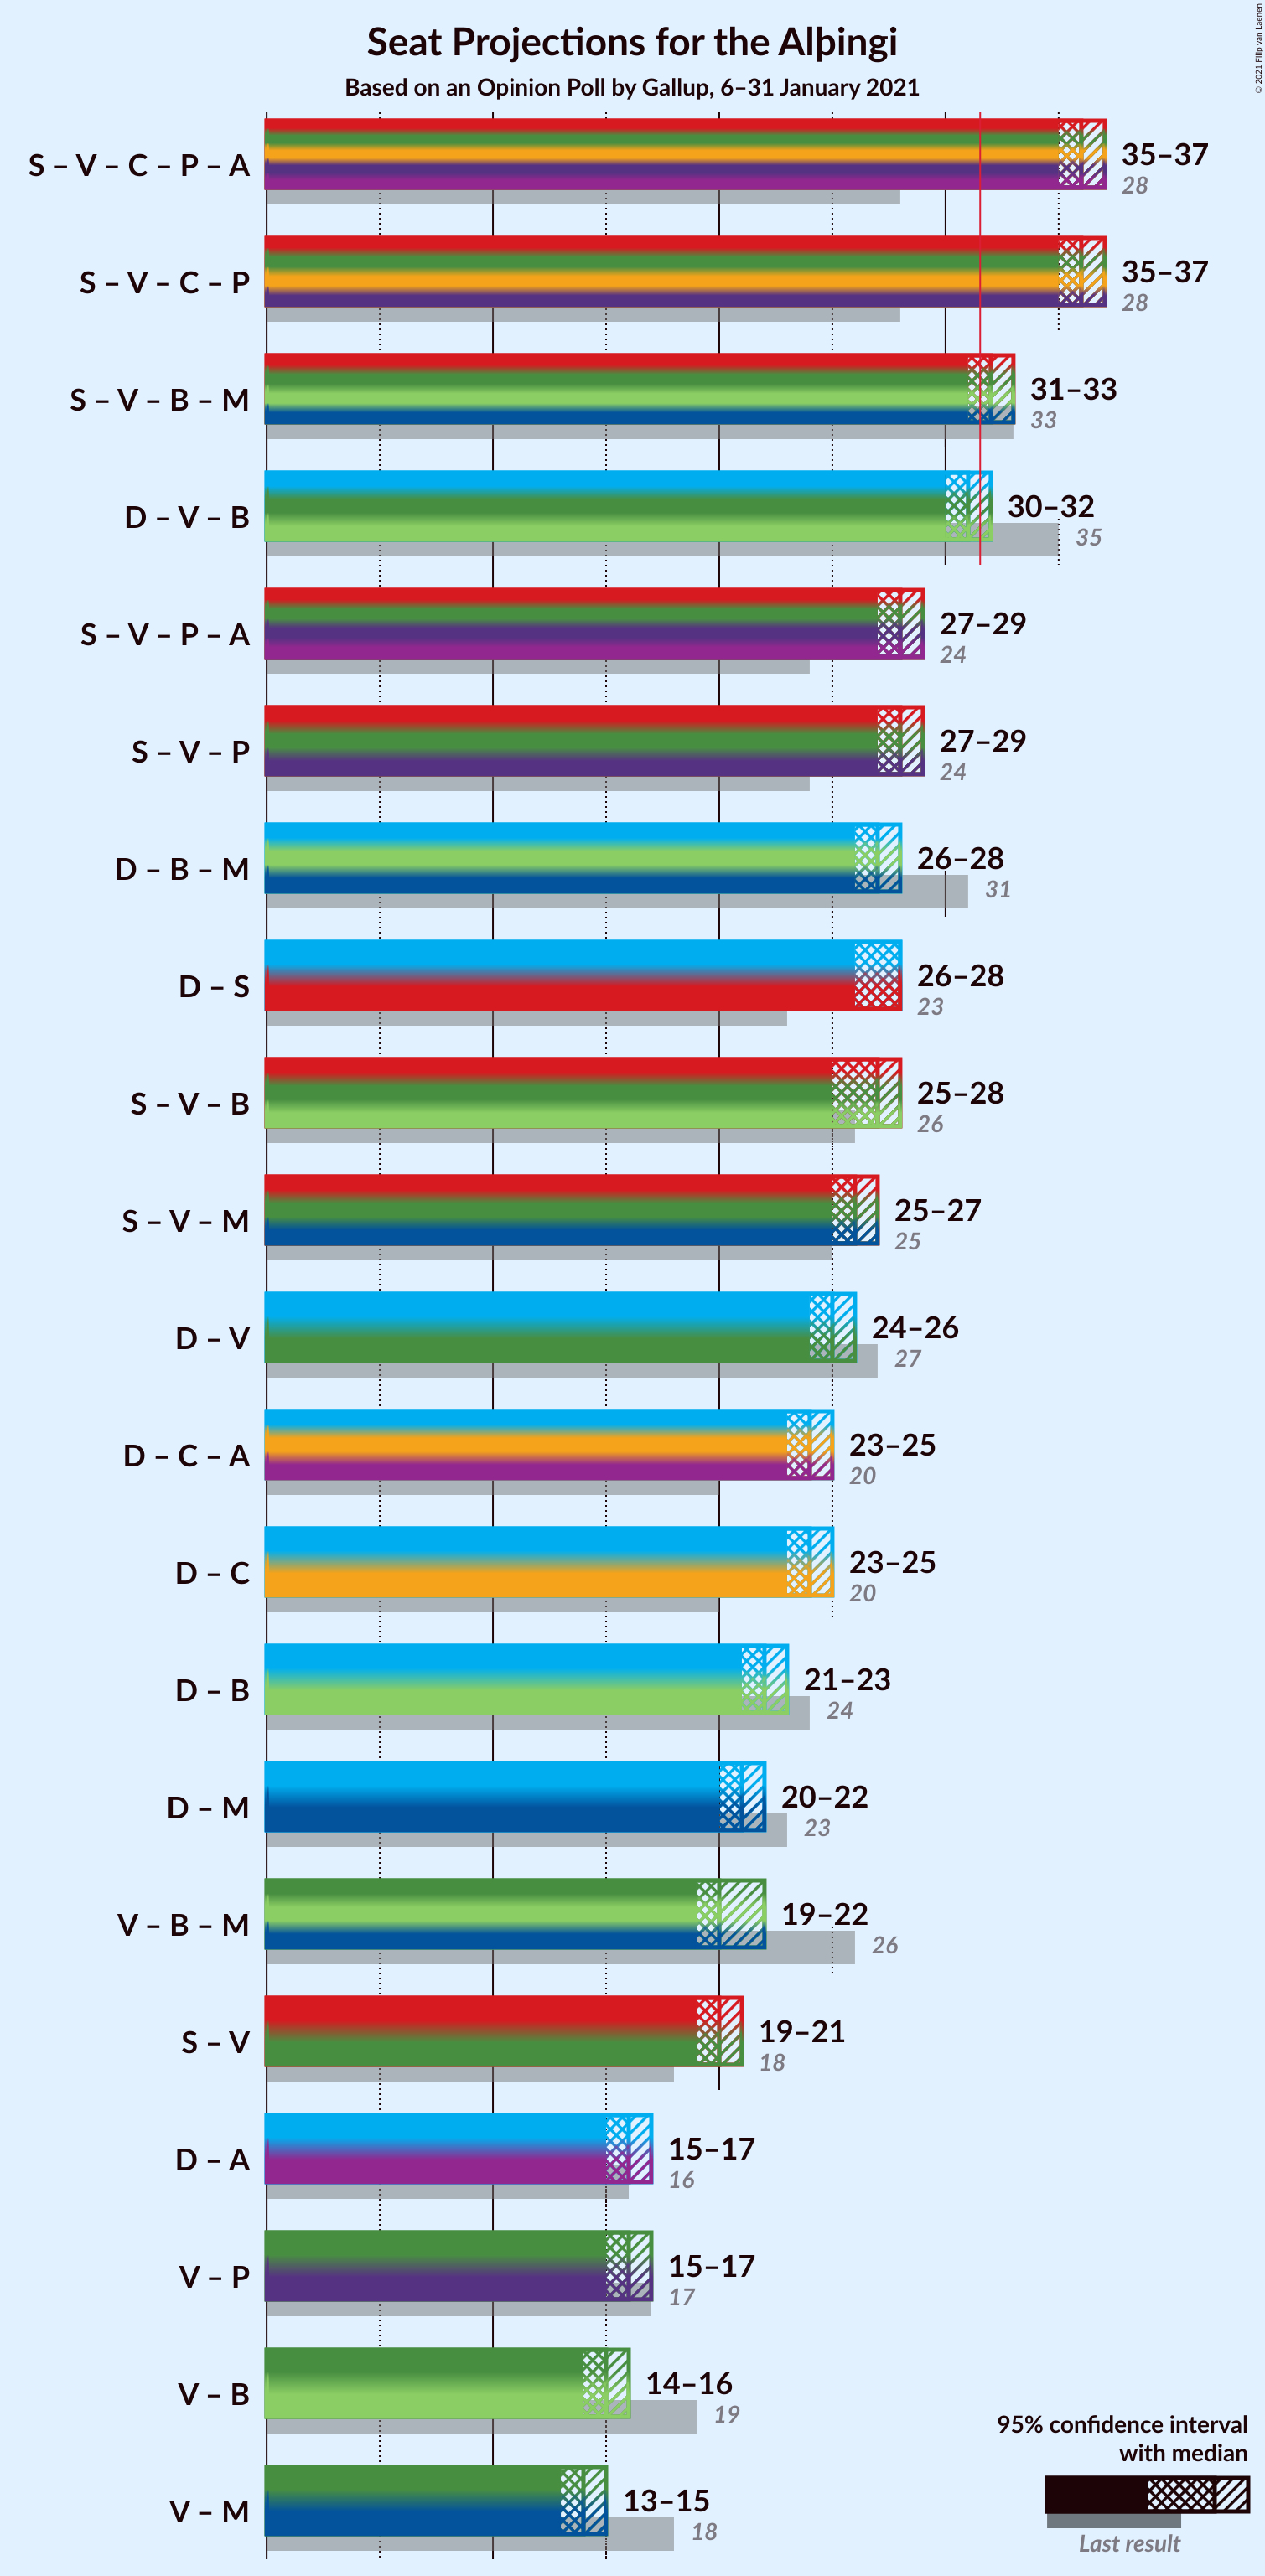 Seat Projections for the Alþingi
Based on an Opinion Poll by Gallup, 6–31 January 2021
© 2021 Filip van Laenen
S – V – C – P – A
35–37
28
S – V – C – P
35–37
28
S – V – B – M
31–33
33
D – V – B
30–32
35
S – V – P – A
27–29
24
S – V – P
27–29
24
D – B – M
26–28
31
D – S
26–28
23
S – V – B
25–28
26
S – V – M
25–27
25
D – V
24–26
27
D – C – A
23–25
20
D – C
23–25
20
D – B
21–23
24
D – M
20–22
23
V – B – M
19–22
26
S – V
19–21
18
D – A
15–17
16
V – P
15–17
17
V – B
14–16
19
V – M
13–15
18
95% confidence interval
with median
Last result